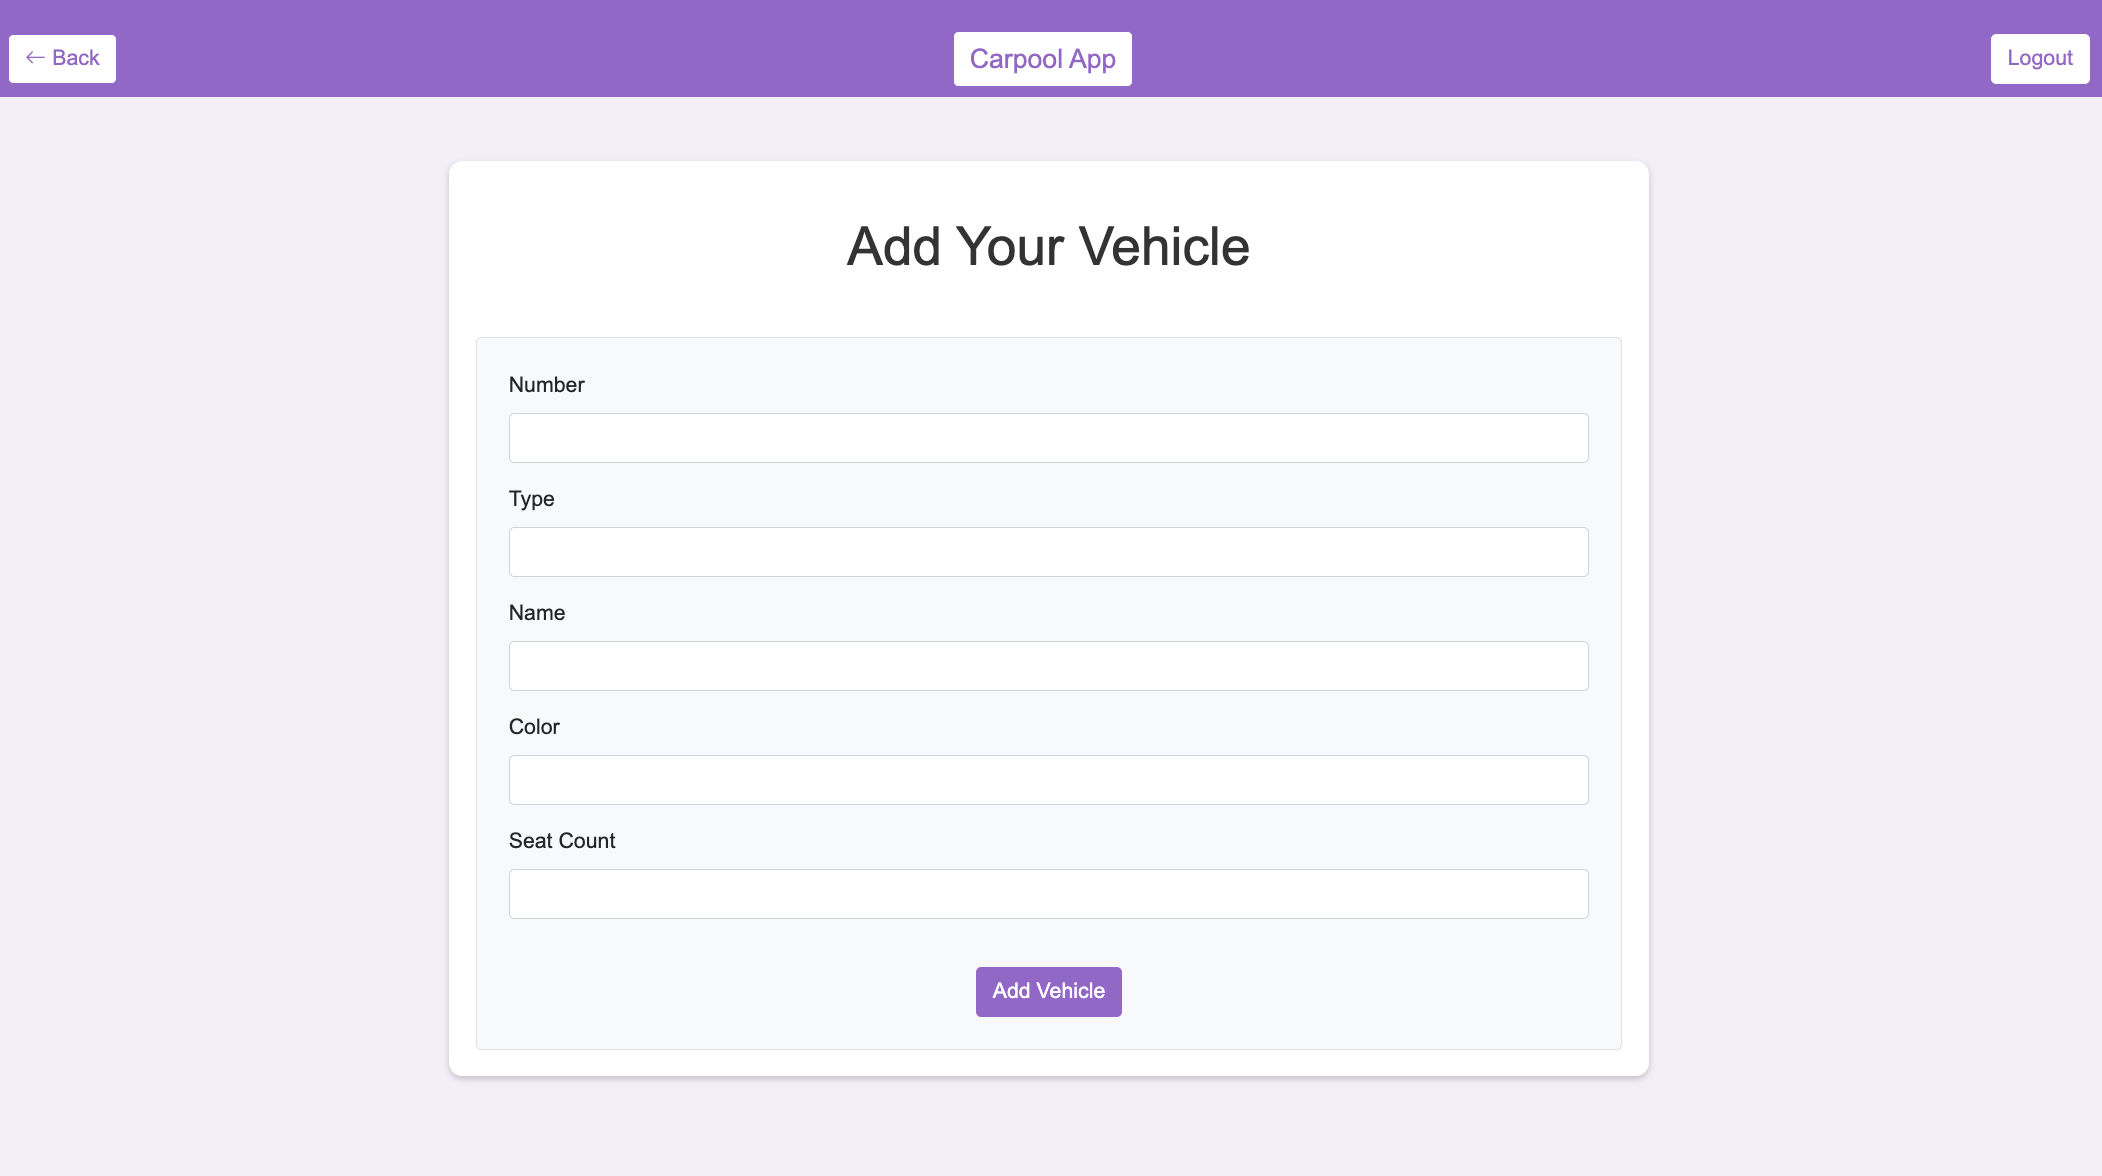 ← Back
Carpool App
Logout
Add Your Vehicle
Number
Type
Name
Color
Seat Count
Add Vehicle